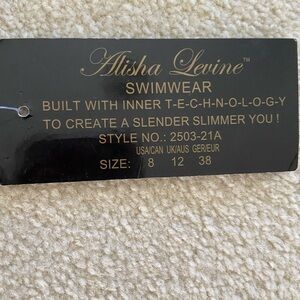 Alisha Levine™
SWIMWEAR
BUILT WITH INNER T-E-C-H-N-O-L-O-G-Y
TO CREATE A SLENDER SLIMMER YOU !
STYLE NO.: 2503-21A
USA/CAN UK/AUS GER/EUR
SIZE: 8 12 38